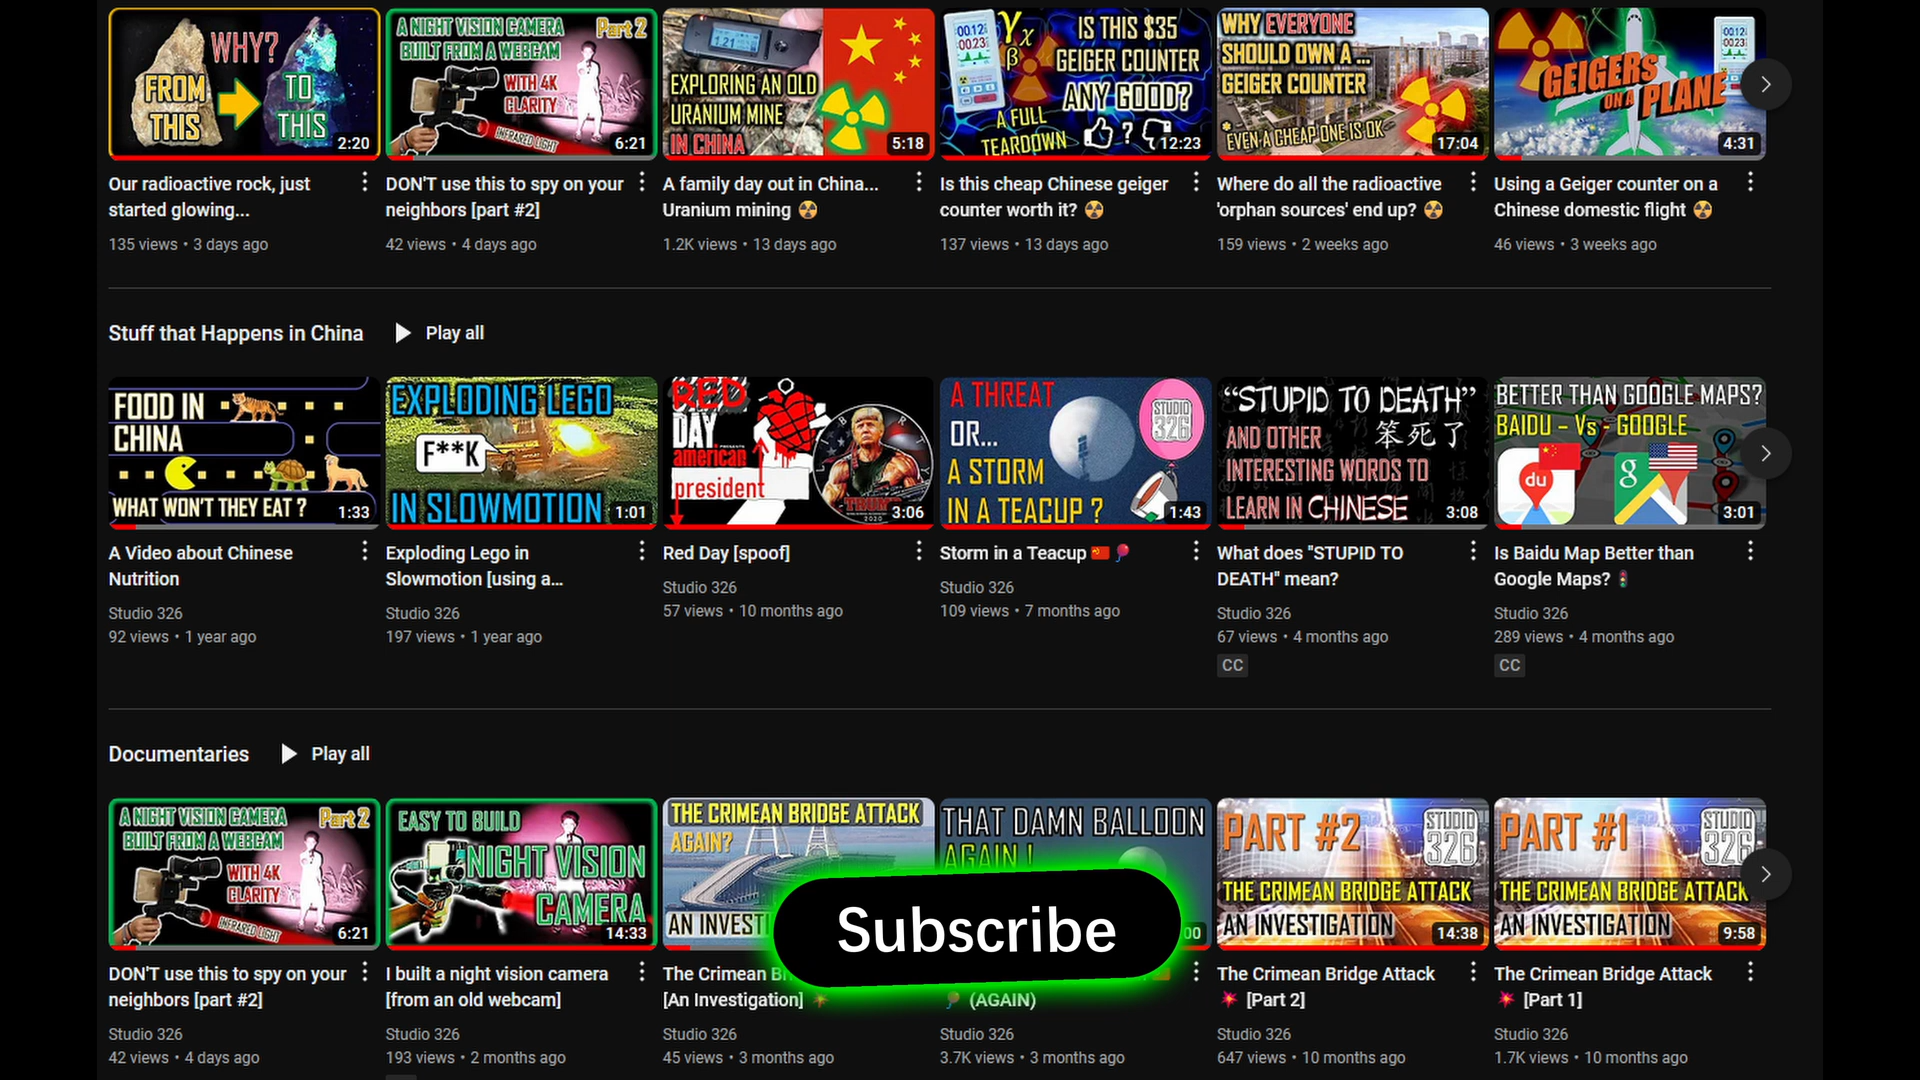 WHY?
FROM
THIS
TO
THIS
2:20
A NIGHT VISION CAMERA
BUILT FROM A WEBCAM
Part 2
WITH 4K
CLARITY
INFRARED LIGHT
6:21
1.21
EXPLORING AN OLD
URANIUM MINE
IN CHINA
5:18
00.12
00.23
γ χ
β
IS THIS $35
GEIGER COUNTER
ANY GOOD?
A FULL
TEARDOWN
?
12:23
WHY EVERYONE
SHOULD OWN A ...
GEIGER COUNTER
*EVEN A CHEAP ONE IS OK
17:04
GEIGERS
ON A PLANE
00.12
00.23
4:31
Our radioactive rock, just
started glowing...
135 views • 3 days ago
DON'T use this to spy on your
neighbors [part #2]
42 views • 4 days ago
A family day out in China...
Uranium mining ☢️
1.2K views • 13 days ago
Is this cheap Chinese geiger
counter worth it? ☢️
137 views • 13 days ago
Where do all the radioactive
'orphan sources' end up? ☢️
159 views • 2 weeks ago
Using a Geiger counter on a
Chinese domestic flight ☢️
46 views • 3 weeks ago
Stuff that Happens in China
Play all
FOOD IN
CHINA
WHAT WON'T THEY EAT ?
1:33
EXPLODING LEGO
F**K
IN SLOWMOTION
1:01
RED
DAY
american
president
TRUMP
2020
3:06
A THREAT
OR...
A STORM
IN A TEACUP ?
STUDIO
326
1:43
“STUPID TO DEATH”
AND OTHER
笨死了
INTERESTING WORDS TO
LEARN IN CHINESE
3:08
BETTER THAN GOOGLE MAPS?
BAIDU - Vs - GOOGLE
du
g
3:01
A Video about Chinese
Nutrition
Studio 326
92 views • 1 year ago
Exploding Lego in
Slowmotion [using a...
Studio 326
197 views • 1 year ago
Red Day [spoof]
Studio 326
57 views • 10 months ago
Storm in a Teacup 🇨🇳🎈
Studio 326
109 views • 7 months ago
What does "STUPID TO
DEATH" mean?
Studio 326
67 views • 4 months ago
CC
Is Baidu Map Better than
Google Maps? 🚦
Studio 326
289 views • 4 months ago
CC
Documentaries
Play all
A NIGHT VISION CAMERA
BUILT FROM A WEBCAM
Part 2
WITH 4K
CLARITY
INFRARED LIGHT
6:21
EASY TO BUILD
NIGHT VISION
CAMERA
14:33
THE CRIMEAN BRIDGE ATTACK
AGAIN?
AN INVESTI
THAT DAMN BALLOON
AGAIN !
00
PART #2
STUDIO
326
THE CRIMEAN BRIDGE ATTACK
AN INVESTIGATION
14:38
PART #1
STUDIO
326
THE CRIMEAN BRIDGE ATTACK
AN INVESTIGATION
9:58
Subscribe
DON'T use this to spy on your
neighbors [part #2]
Studio 326
42 views • 4 days ago
I built a night vision camera
[from an old webcam]
Studio 326
193 views • 2 months ago
The Crimean B
[An Investigation] 💥
Studio 326
45 views • 3 months ago
🎈 (AGAIN)
Studio 326
3.7K views • 3 months ago
The Crimean Bridge Attack
💥 [Part 2]
Studio 326
647 views • 10 months ago
The Crimean Bridge Attack
💥 [Part 1]
Studio 326
1.7K views • 10 months ago